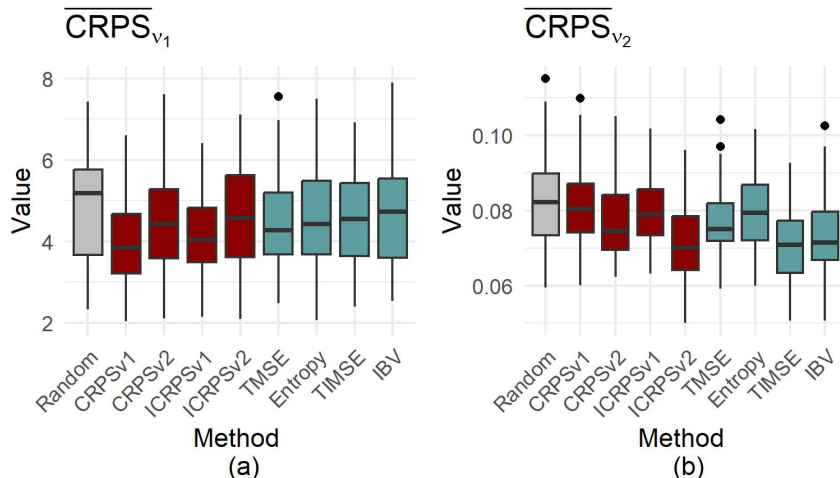 CRPSν1
Value
8
6
4
2
Random
CRPSv1
CRPSv2
ICRPSv1
ICRPSv2
TMSE
Entropy
TIMSE
IBV
Method
(a)
CRPSν2
Value
0.10
0.08
0.06
Random
CRPSv1
CRPSv2
ICRPSv1
ICRPSv2
TMSE
Entropy
TIMSE
IBV
Method
(b)